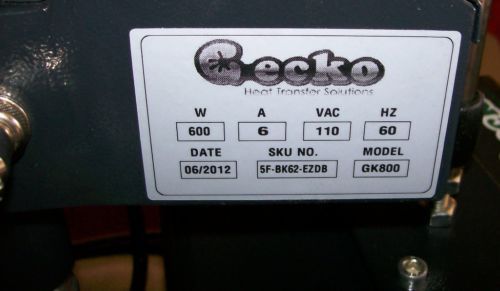 Gecko
Heat Transfer Solutions
W A VAC HZ
600 6 110 60
DATE SKU NO. MODEL
06/2012 5F-BK62-EZDB GK800